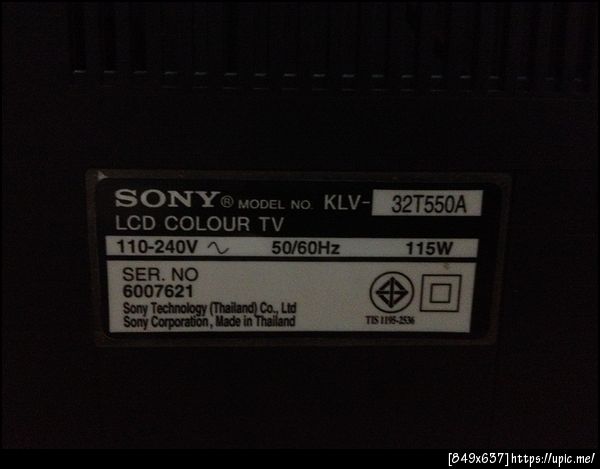 SONY® MODEL NO. KLV-32T550A
LCD COLOUR TV
110-240V ~ 50/60Hz 115W
SER. NO
6007621
Sony Technology (Thailand) Co., Ltd
Sony Corporation, Made in Thailand
TIS 1195-2536
[849x637]https://upic.me/